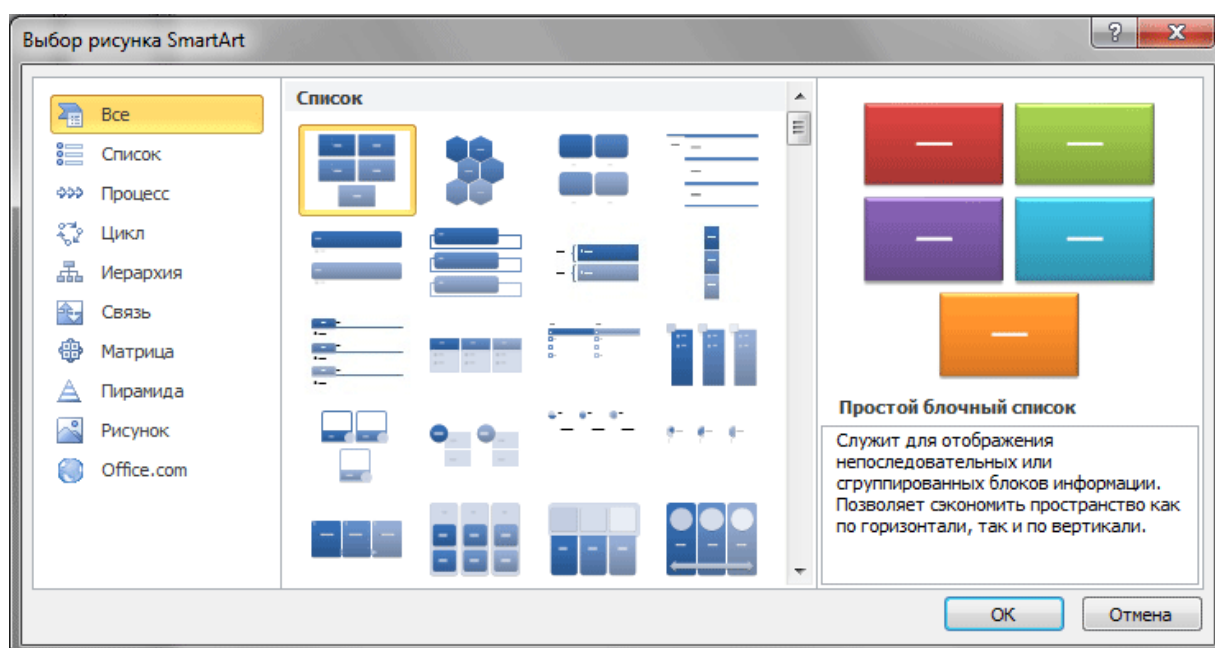 Выбор рисунка SmartArt
Все
Список
Процесс
Цикл
Иерархия
Связь
Матрица
Пирамида
Рисунок
Office.com
Список
Простой блочный список
Служит для отображения
непоследовательных или
сгруппированных блоков информации.
Позволяет сэкономить пространство как
по горизонтали, так и по вертикали.
ОК
Отмена